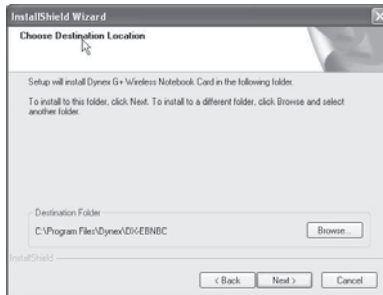 InstallShield Wizard
Choose Destination Location
Setup will install Dynex G+ Wireless Notebook Card in the following folder.
To install to this folder, click Next. To install to a different folder, click Browse and select
another folder.
Destination Folder
C:\Program Files\Dynex\DX-EBNBC
Browse...
InstallShield
< Back
Next >
Cancel